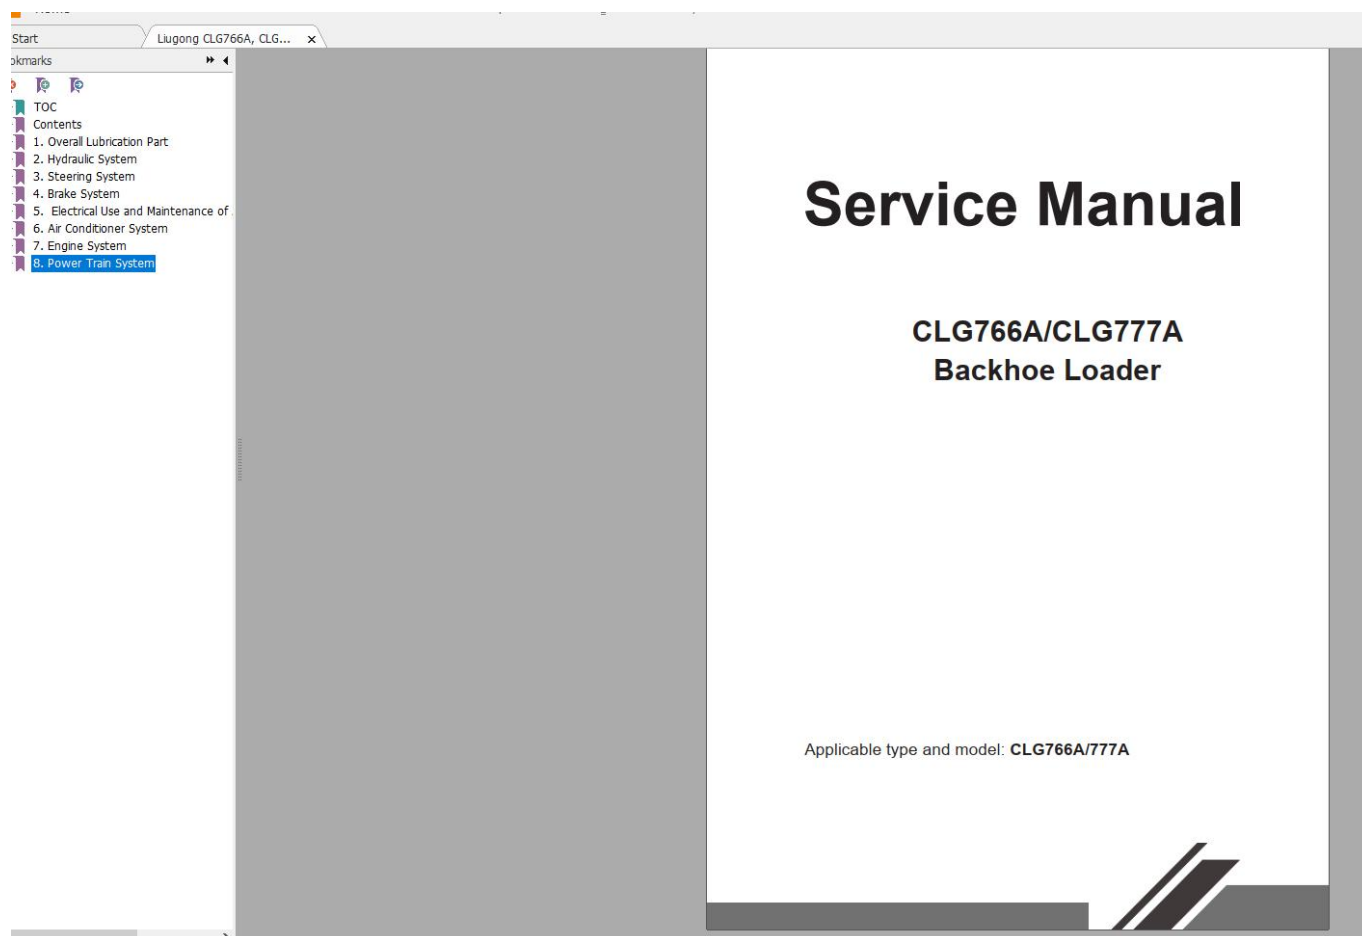 Start
Liugong CLG766A, CLG... x
okmarks
TOC
Contents
1. Overall Lubrication Part
2. Hydraulic System
3. Steering System
4. Brake System
5. Electrical Use and Maintenance of
6. Air Conditioner System
7. Engine System
8. Power Train System
Service Manual
CLG766A/CLG777A
Backhoe Loader
Applicable type and model: CLG766A/777A